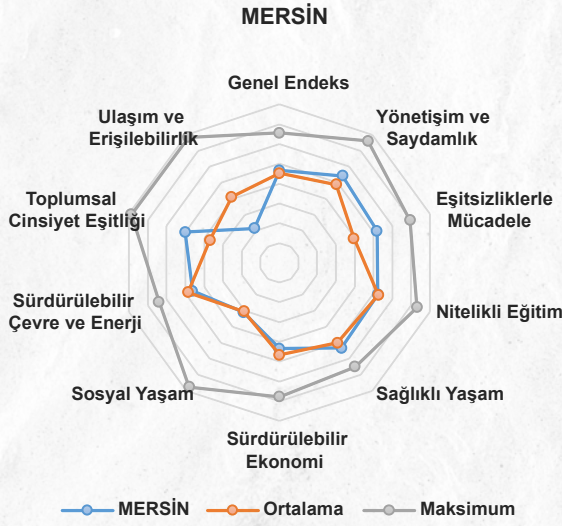 MERSİN
Genel Endeks
Yönetişim ve
Saydamlık
Eşitsizliklerle
Mücadele
Nitelikli Eğitim
Sağlıklı Yaşam
Sürdürülebilir
Ekonomi
Sosyal Yaşam
Sürdürülebilir
Çevre ve Enerji
Toplumsal
Cinsiyet Eşitliği
Ulaşım ve
Erişilebilirlik
MERSİN
Ortalama
Maksimum